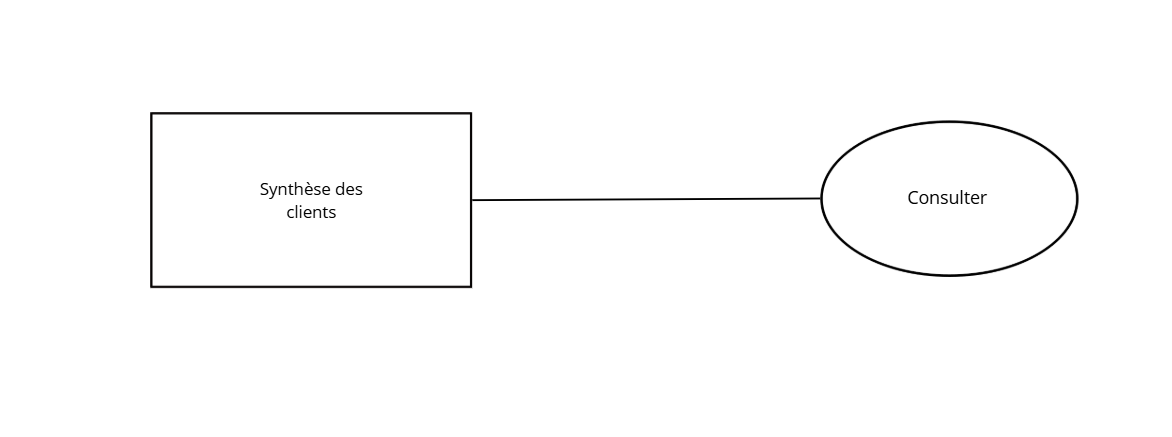 Synthèse des
clients
Consulter